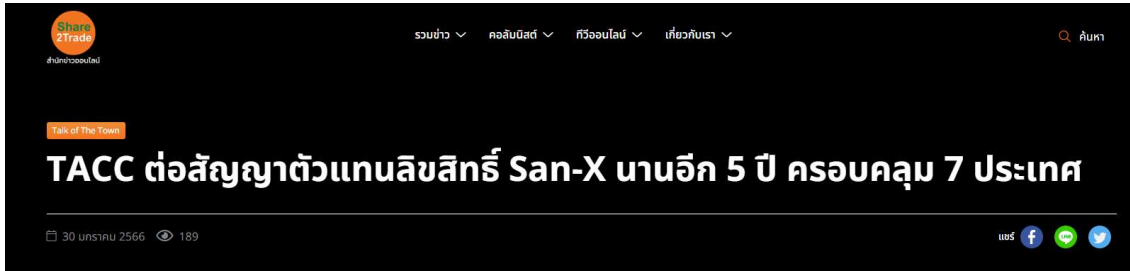 Share
2Trade
สำนักข่าวออนไลน์
รวมข่าว คอลัมนิสต์ ทีวีออนไลน์ เกี่ยวกับเรา ค้นหา
Talk of The Town
TACC ต่อสัญญาตัวแทนลิขสิทธิ์ San-X นานอีก 5 ปี ครอบคลุม 7 ประเทศ
30 มกราคม 2566 189 แชร์